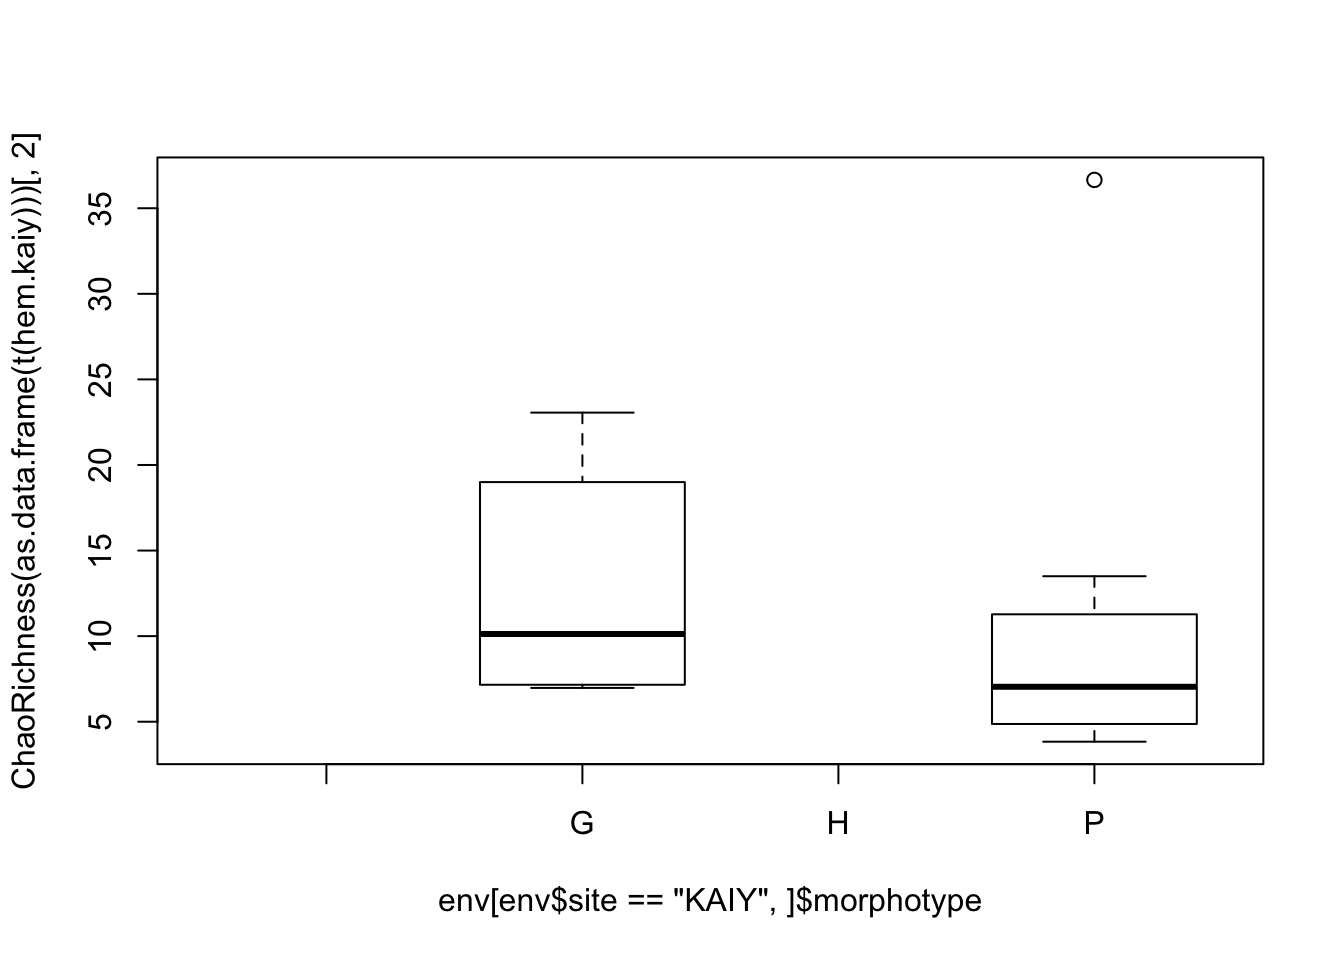 ChaoRichness(as.data.frame(t(hem.kaiy)))[, 2]
35
30
25
20
15
10
5
G H P
env[env$site == "KAIY", ]$morphotype